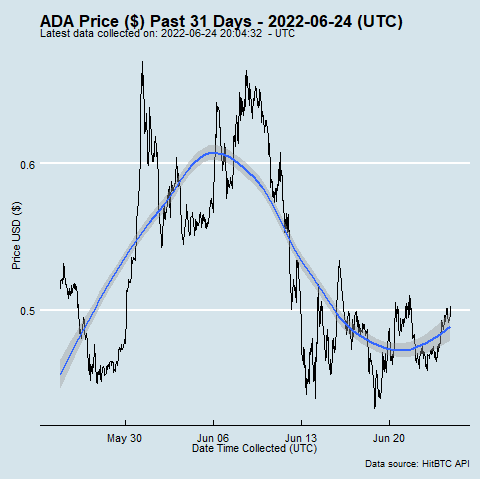 ADA Price ($) Past 31 Days - 2022-06-24 (UTC)
Latest data collected on: 2022-06-24 20:04:32  - UTC
0.6
Price USD ($)
0.5
May 30
Jun 06
Jun 13
Jun 20
Date Time Collected (UTC)
Data source: HitBTC API